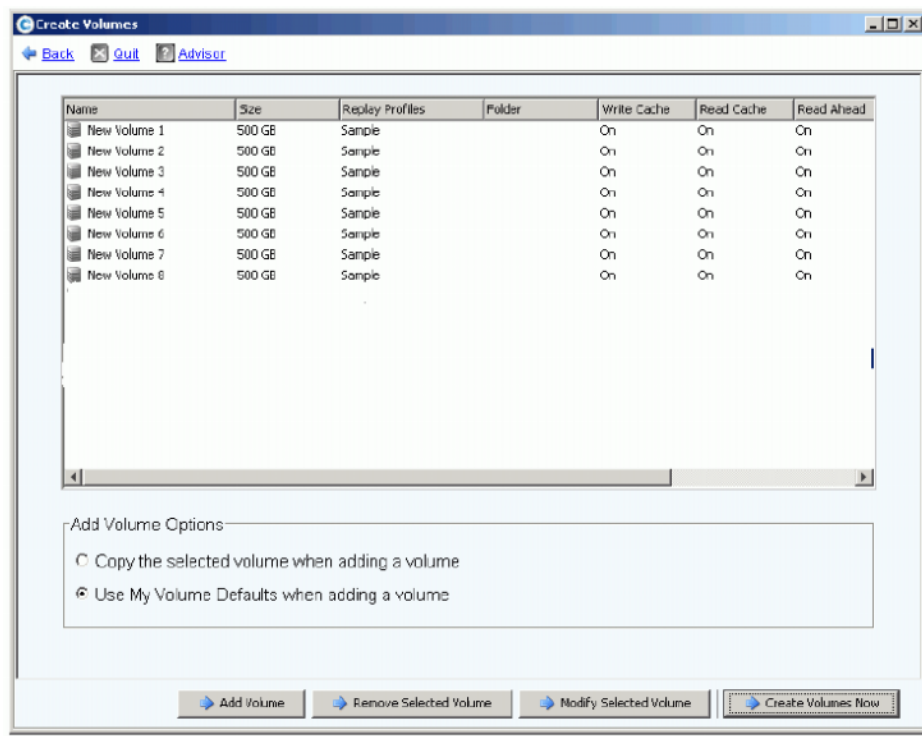 Create Volumes
Back Quit Advisor
Name Size Replay Profiles Folder Write Cache Read Cache Read Ahead
New Volume 1 500 GB Sample On On On
New Volume 2 500 GB Sample On On On
New Volume 3 500 GB Sample On On On
New Volume 4 500 GB Sample On On On
New Volume 5 500 GB Sample On On On
New Volume 6 500 GB Sample On On On
New Volume 7 500 GB Sample On On On
New Volume 8 500 GB Sample On On On
Add Volume Options
Copy the selected volume when adding a volume
Use My Volume Defaults when adding a volume
Add Volume Remove Selected Volume Modify Selected Volume Create Volumes Now